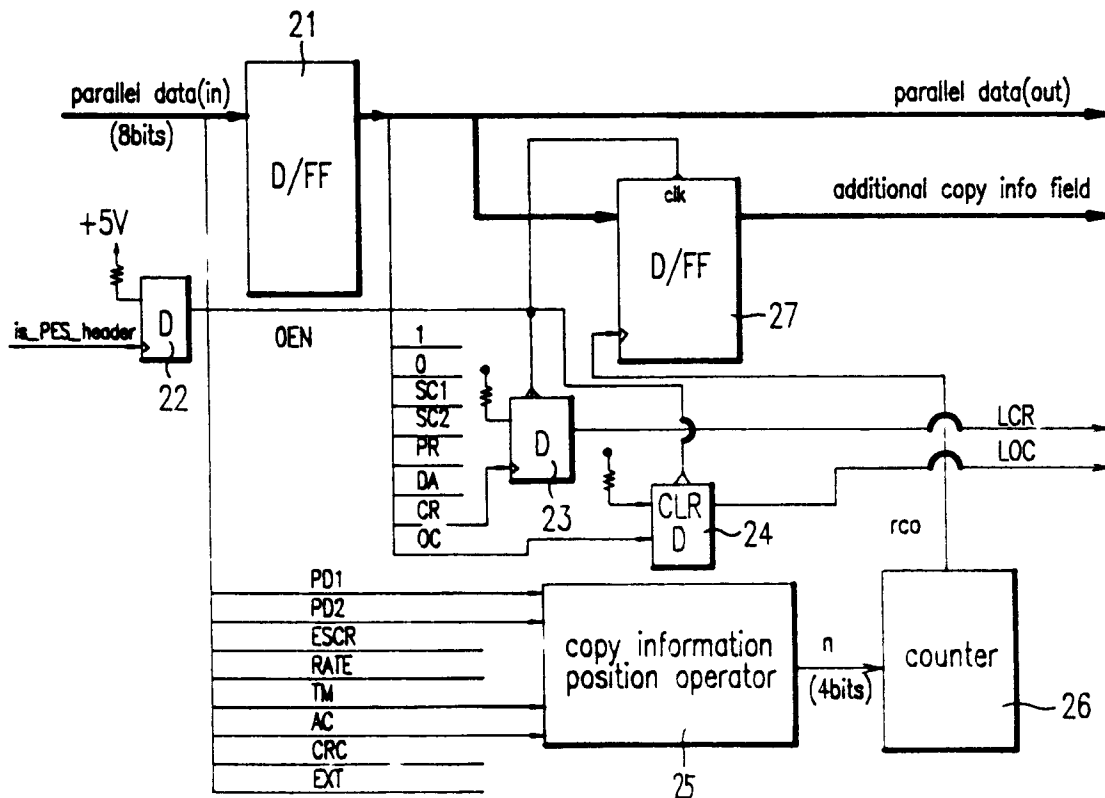 21
parallel data(in)
(8bits)
D/FF
parallel data(out)
clk
D/FF
27
additional copy info field
+5V
D
is_PES_header
22
OEN
1
0
SC1
SC2
PR
DA
CR
OC
D
23
CLR
D
24
LCR
LOC
rco
PD1
PD2
ESCR
RATE
TM
AC
CRC
EXT
copy information
position operator
25
n
(4bits)
counter
26